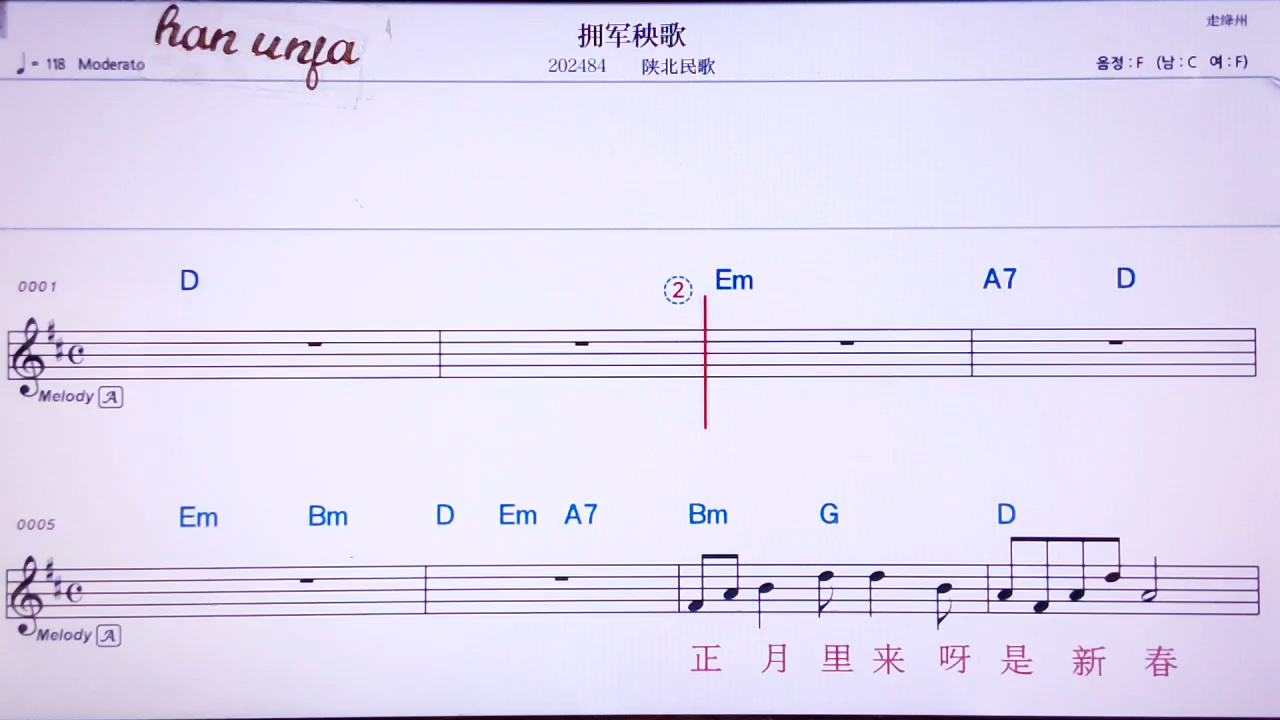 han unfa
拥军秧歌
走绛州
♩= 118 Moderato
202484 陕北民歌
음정 : F (남 : C 여 : F)
0001 D ② Em A7 D
C
Melody A
0005 Em Bm D Em A7 Bm G D
C
Melody A
正 月 里 来 呀 是 新 春